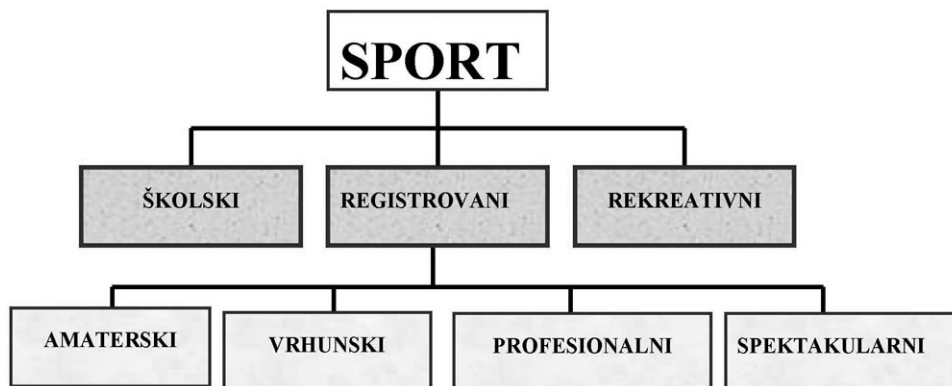 SPORT
ŠKOLSKI
REGISTROVANI
REKREATIVNI
AMATERSKI
VRHUNSKI
PROFESIONALNI
SPEKTAKULARNI